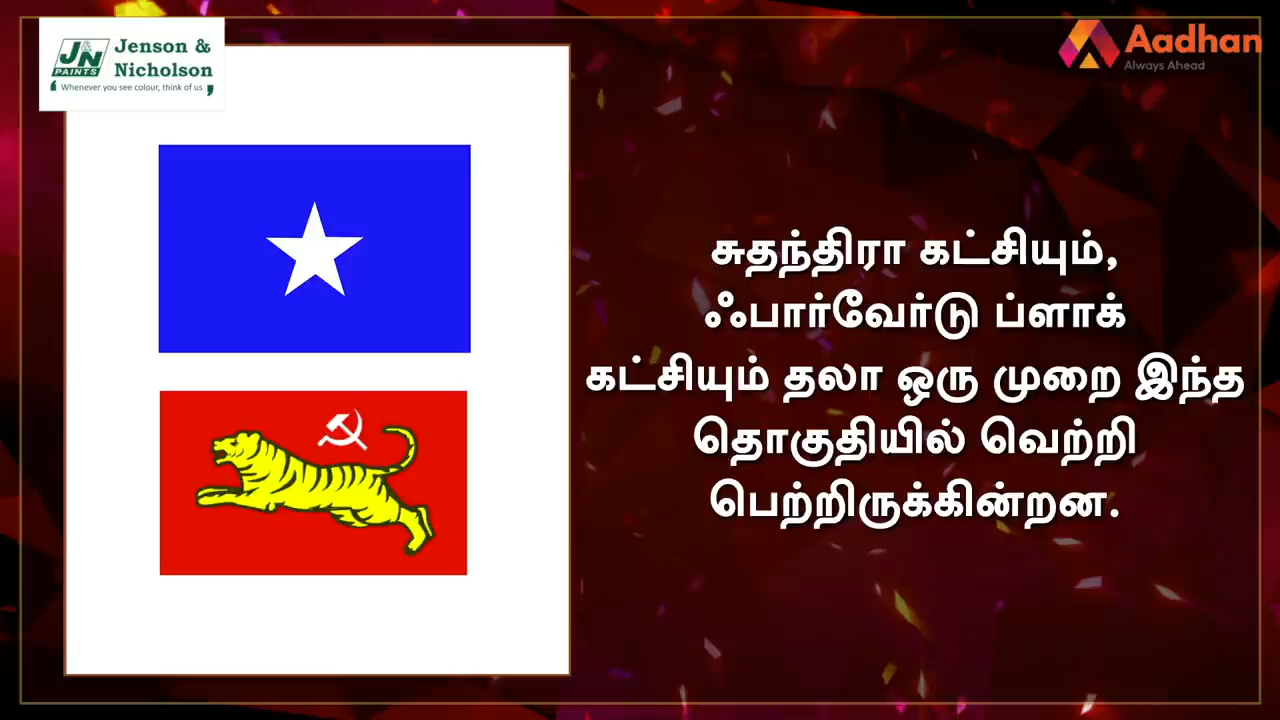 Jenson &
Nicholson
JN
PAINTS
Whenever you see colour, think of us
Aadhan
Always Ahead
சுதந்திரா கட்சியும்,
ஃபார்வேர்டு ப்ளாக்
கட்சியும் தலா ஒரு முறை இந்த
தொகுதியில் வெற்றி
பெற்றிருக்கின்றன.